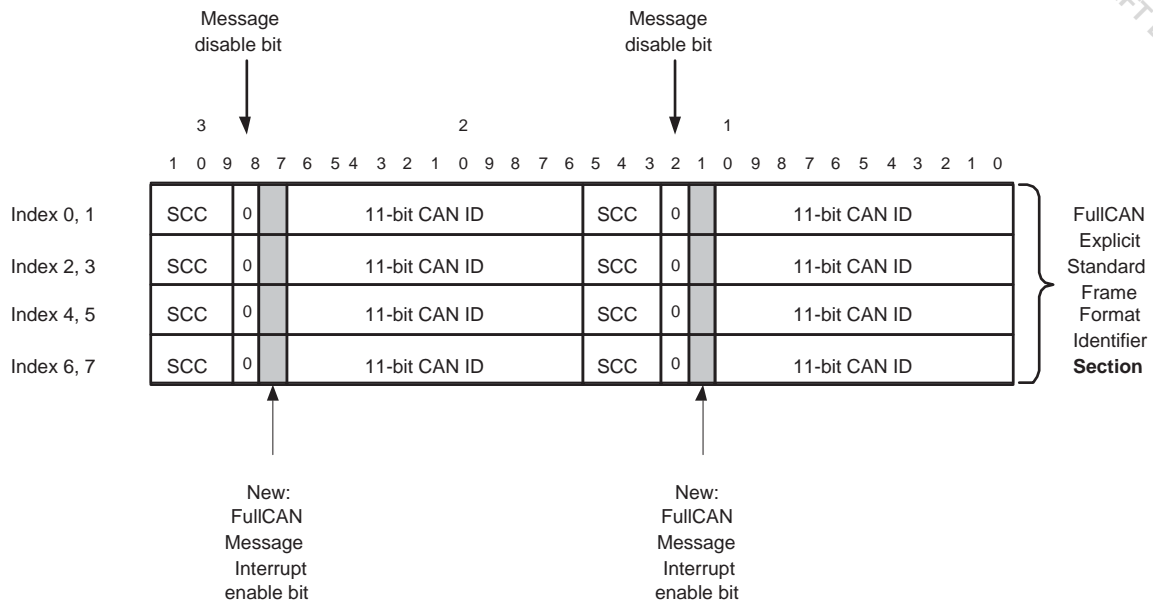 Message
disable bit
Message
disable bit
3 2 1
1 0 9 8 7 6 5 4 3 2 1 0 9 8 7 6 5 4 3 2 1 0 9 8 7 6 5 4 3 2 1 0
Index 0, 1 SCC 0 11-bit CAN ID SCC 0 11-bit CAN ID
Index 2, 3 SCC 0 11-bit CAN ID SCC 0 11-bit CAN ID
Index 4, 5 SCC 0 11-bit CAN ID SCC 0 11-bit CAN ID
Index 6, 7 SCC 0 11-bit CAN ID SCC 0 11-bit CAN ID
FullCAN
Explicit
Standard
Frame
Format
Identifier
Section
New:
FullCAN
Message
Interrupt
enable bit
New:
FullCAN
Message
Interrupt
enable bit